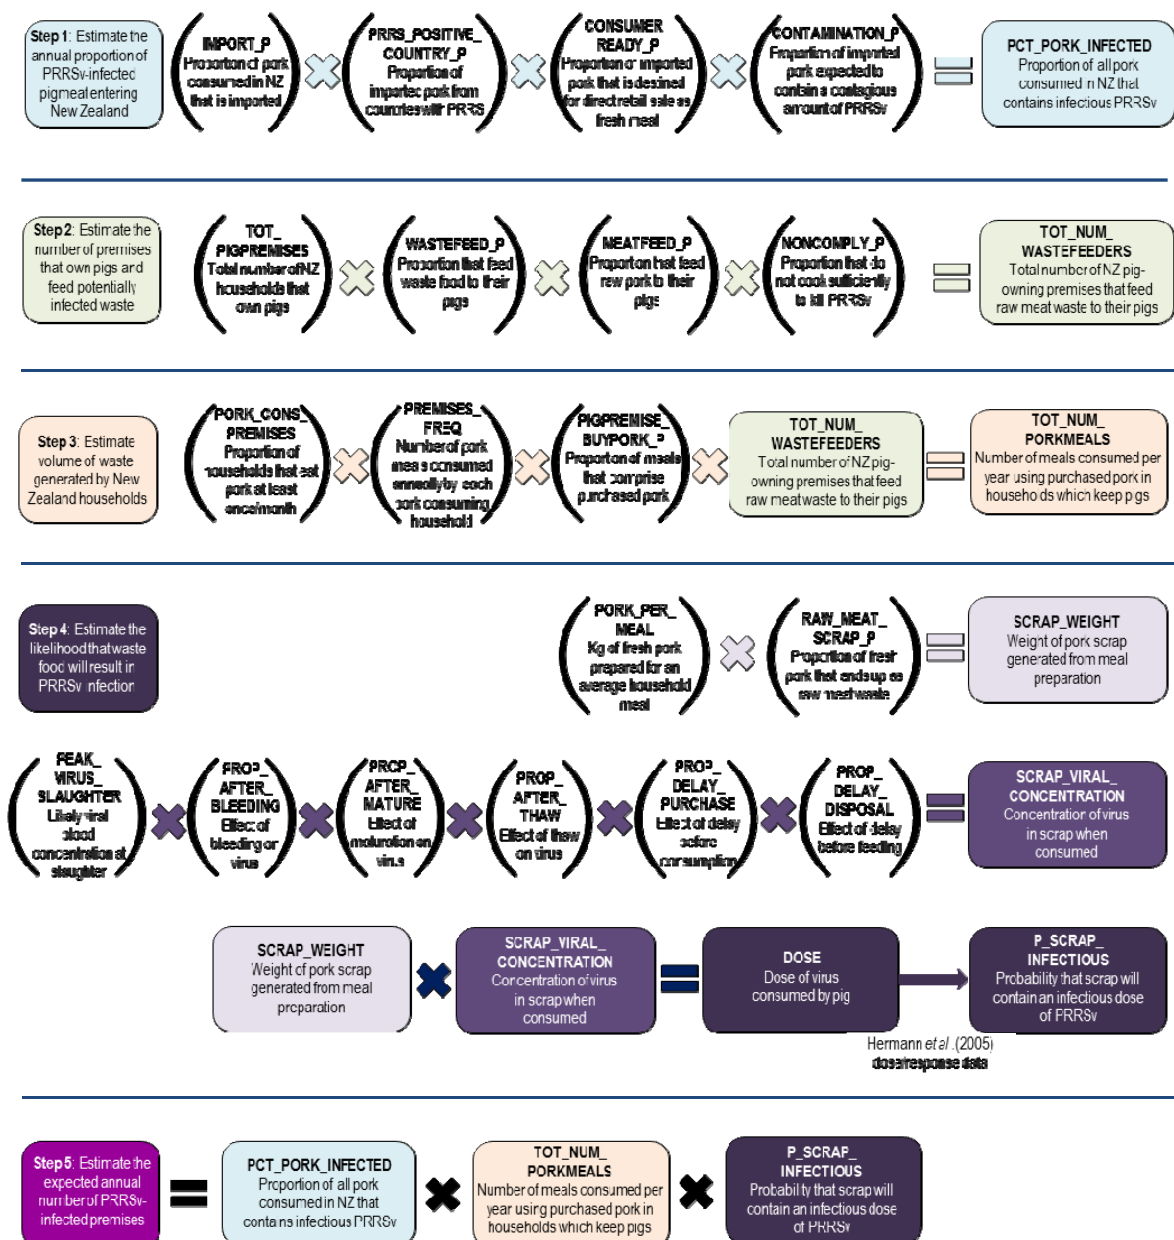 Step 1: Estimate the
annual proportion of
PRRSv-infected
pigmeat entering
New Zealand
IMPORT_P
Proportion of pork
consumed in NZ
that is imported
PRRS_POSITIVE_
COUNTRY_P
Proportion of
imported pork from
countries with PRRS
CONSUMER
READY_P
Proportion of imported
pork that is destined
for direct retail sale as
fresh meat
CONTAMINATION_P
Proportion of imported
pork expected to
contain a contagious
amount of PRRSv
PCT_PORK_INFECTED
Proportion of all pork
consumed in NZ that
contains infectious PRRSv
Step 2: Estimate the
number of premises
that own pigs and
feed potentially
infected waste
TOT_
PIGPREMISES
Total number of NZ
households that
own pigs
WASTEFEED_P
Proportion that feed
waste food to their
pigs
MEATFEED_P
Proportion that feed
raw pork to their
pigs
NONCOMPLY_P
Proportion that do
not cook sufficiently
to kill PRRSv
TOT_NUM_
WASTEFEEDERS
Total number of NZ pig-
owning premises that feed
raw meat waste to their pigs
Step 3: Estimate
volume of waste
generated by New
Zealand households
PORK_CONS_
PREMISES
Proportion of
households that eat
pork at least
once/month
PREMISES_
FREQ
Number of pork
meals consumed
annually by each
pork consuming
household
PIGPREMISE_
BUYPORK_P
Proportion of meals
that comprise
purchased pork
TOT_NUM_
WASTEFEEDERS
Total number of NZ pig-
owning premises that feed
raw meat waste to their pigs
TOT_NUM_
PORKMEALS
Number of meals consumed per
year using purchased pork in
households which keep pigs
Step 4: Estimate the
likelihood that waste
food will result in
PRRSv infection
PORK_PER_
MEAL
Kg of fresh pork
prepared for an
average household
meal
RAW_MEAT_
SCRAP_P
Proportion of fresh
pork that ends up as
raw meat waste
SCRAP_WEIGHT
Weight of pork scrap
generated from meal
preparation
PEAK_
VIRUS_
SLAUGHTER
Likely viral
blood
concentration at
slaughter
PROP_
AFTER_
BLEEDING
Effect of
bleeding on
virus
PROP_
AFTER_
MATURE
Effect of
maturation on
virus
PROP_
AFTER_
THAW
Effect of thaw
on virus
PROP_
DELAY_
PURCHASE
Effect of delay
before
consumption
PROP_
DELAY_
DISPOSAL
Effect of delay
before feeding
SCRAP_VIRAL_
CONCENTRATION
Concentration of virus
in scrap when
consumed
SCRAP_WEIGHT
Weight of pork scrap
generated from meal
preparation
SCRAP_VIRAL_
CONCENTRATION
Concentration of virus
in scrap when
consumed
DOSE
Dose of virus
consumed by pig
P_SCRAP_
INFECTIOUS
Probability that scrap will
contain an infectious dose
of PRRSv
Hermann et al. (2005)
dose/response data
Step 5: Estimate the
expected annual
number of PRRSv-
infected premises
PCT_PORK_INFECTED
Proportion of all pork
consumed in NZ that
contains infectious PRRSv
TOT_NUM_
PORKMEALS
Number of meals consumed per
year using purchased pork in
households which keep pigs
P_SCRAP_
INFECTIOUS
Probability that scrap will
contain an infectious dose
of PRRSv